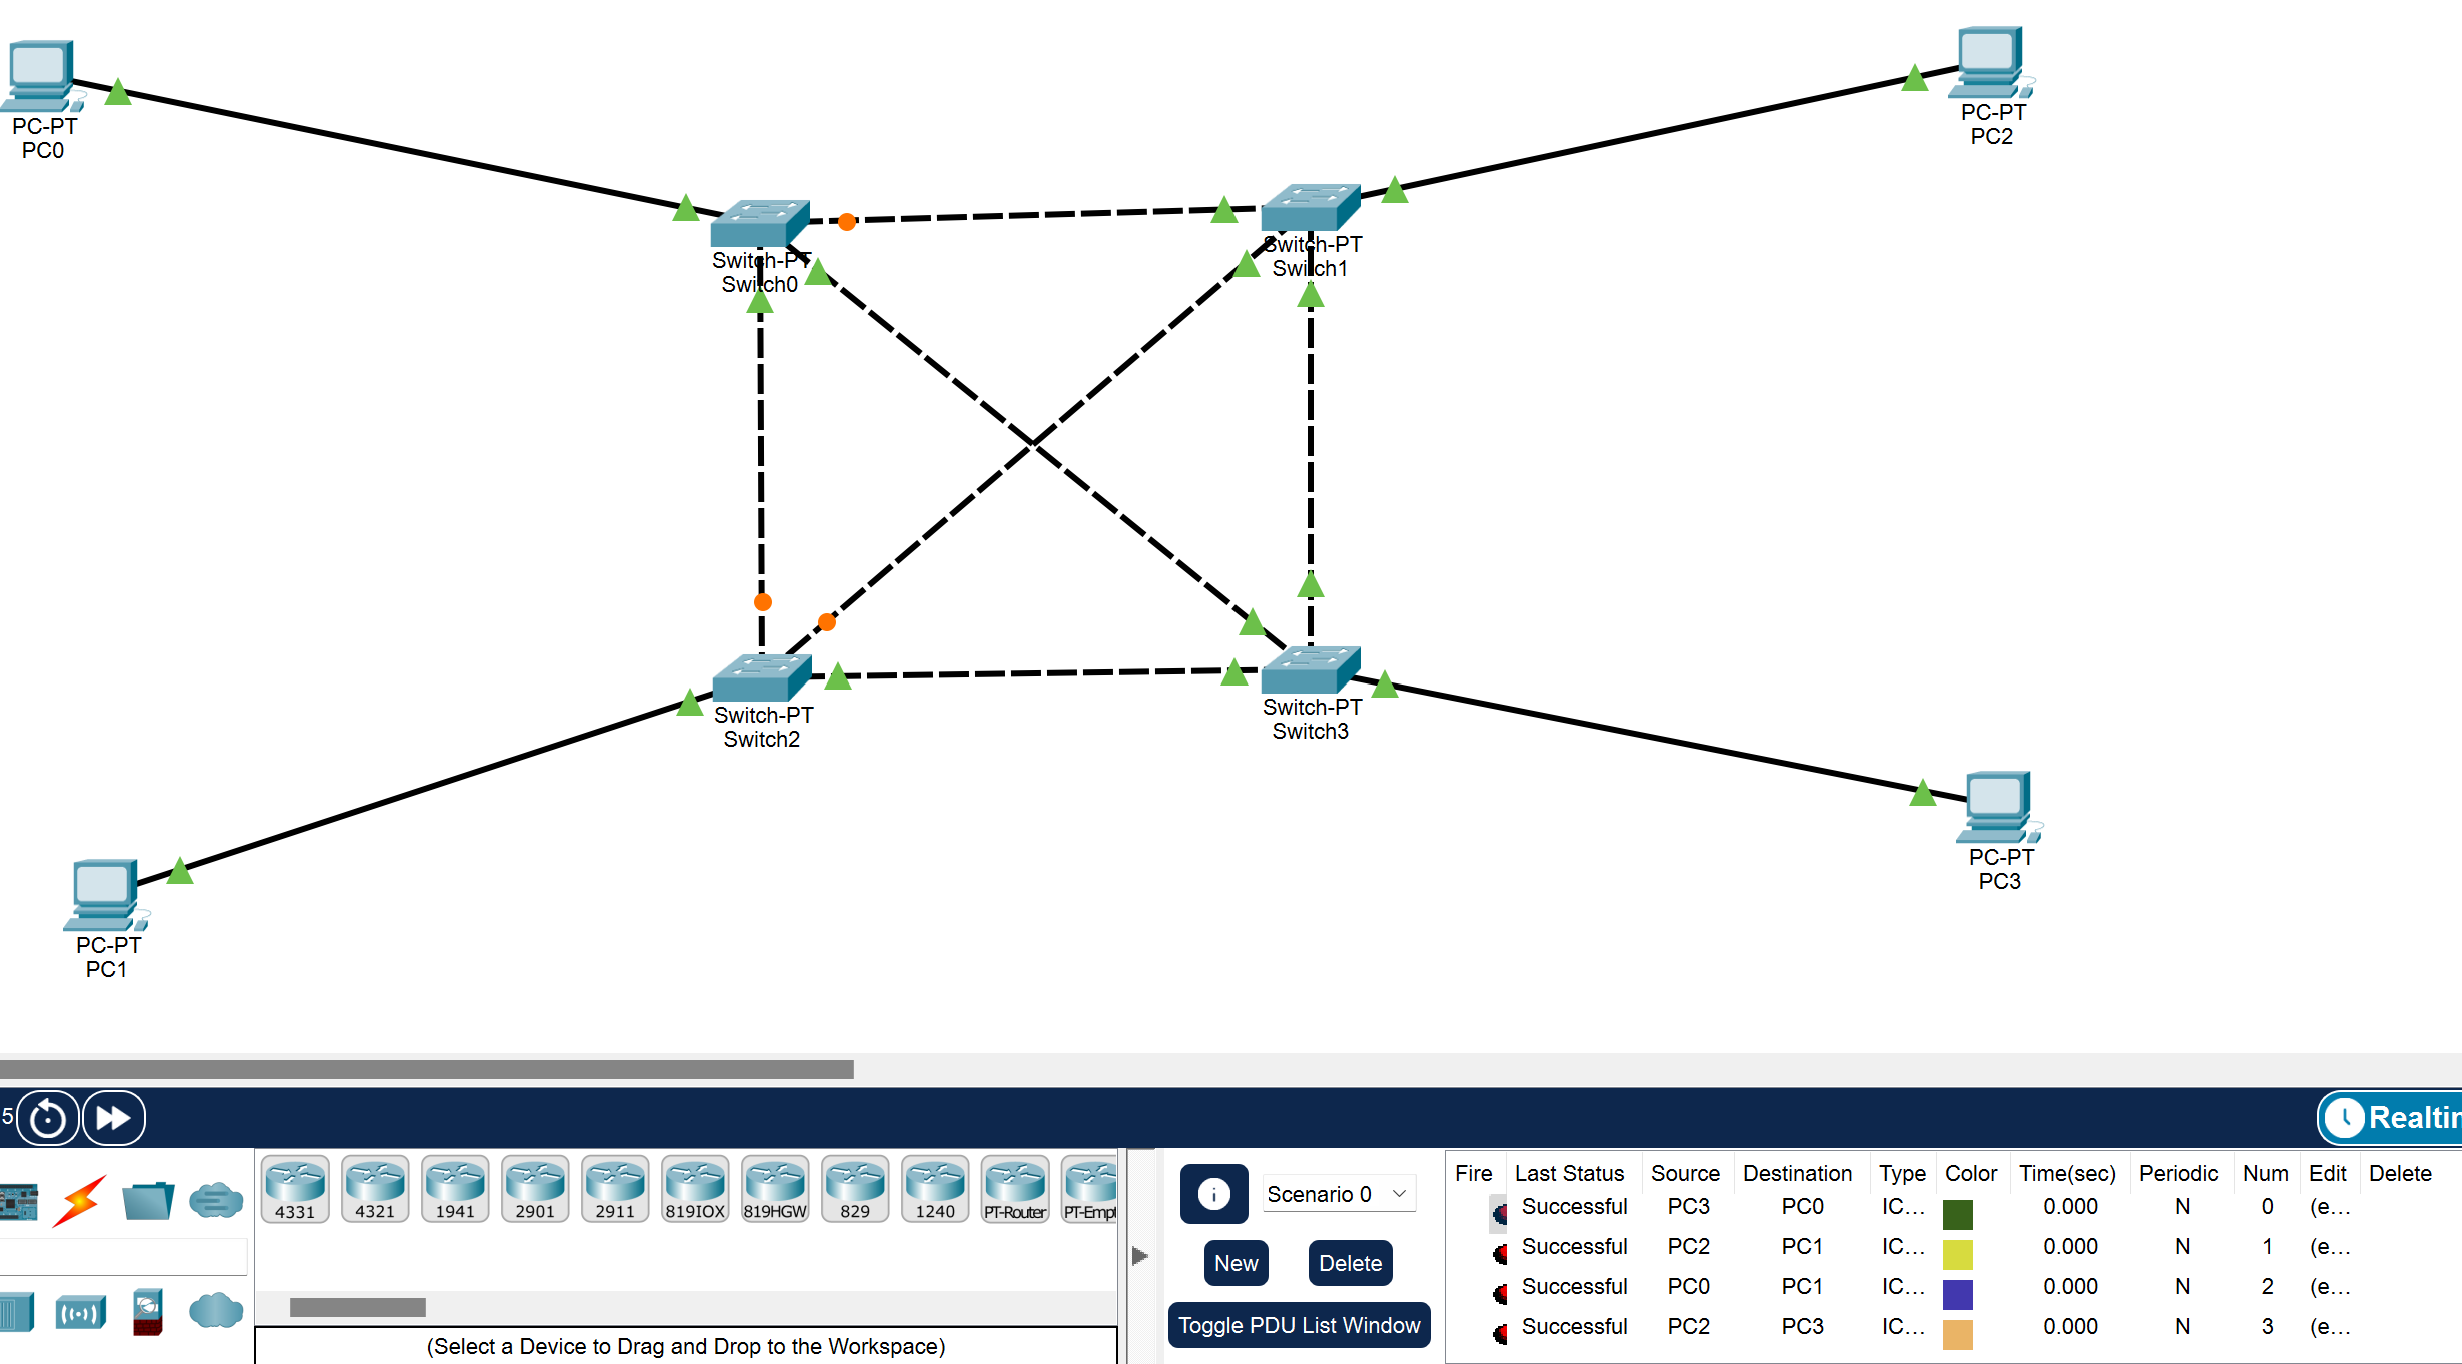 PC-PT
PC0
PC-PT
PC2
Switch-PT
Switch0
Switch-PT
Switch1
Switch-PT
Switch2
Switch-PT
Switch3
PC-PT
PC3
PC-PT
PC1
5
Realtim
4331
4321
1941
2901
2911
819IOX
819HGW
829
1240
PT-Router
PT-Empt
(Select a Device to Drag and Drop to the Workspace)
Scenario 0
New
Delete
Toggle PDU List Window
Fire Last Status Source Destination Type Color Time(sec) Periodic Num Edit Delete
Successful PC3 PC0 IC... 0.000 N 0 (e...
Successful PC2 PC1 IC... 0.000 N 1 (e...
Successful PC0 PC1 IC... 0.000 N 2 (e...
Successful PC2 PC3 IC... 0.000 N 3 (e...